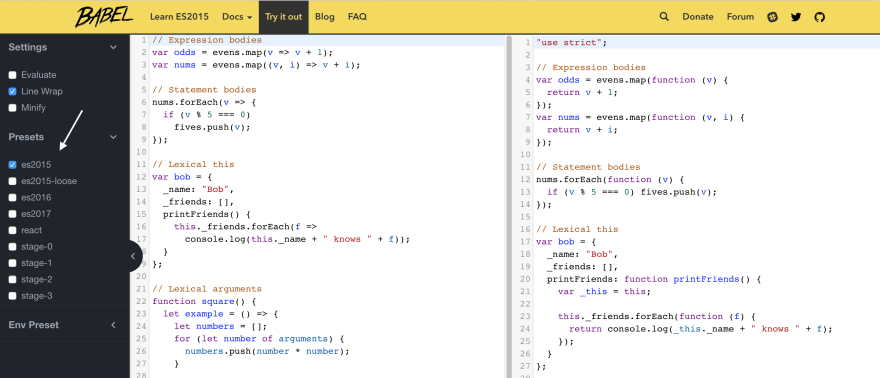 BABEL Learn ES2015 Docs Try it out Blog FAQ Donate Forum
Settings
Evaluate
Line Wrap
Minify
Presets
es2015
es2015-loose
es2016
es2017
react
stage-0
stage-1
stage-2
stage-3
Env Preset
1 // Expression bodies
2 var odds = evens.map(v => v + 1);
3 var nums = evens.map((v, i) => v + i);
4
5 // Statement bodies
6 nums.forEach(v => {
7 if (v % 5 === 0)
8 fives.push(v);
9 });
10
11 // Lexical this
12 var bob = {
13 _name: "Bob",
14 _friends: [],
15 printFriends() {
16 this._friends.forEach(f =>
17 console.log(this._name + " knows " + f));
8 }
9 };
20
21 // Lexical arguments
22 function square() {
23 let example = () => {
24 let numbers = [];
25 for (let number of arguments) {
26 numbers.push(number * number);
27 }
28
1 "use strict";
2
3 // Expression bodies
4 var odds = evens.map(function (v) {
5 return v + 1;
6 });
7 var nums = evens.map(function (v, i) {
8 return v + i;
9 });
10
11 // Statement bodies
12 nums.forEach(function (v) {
13 if (v % 5 === 0) fives.push(v);
14 });
15
16 // Lexical this
17 var bob = {
18 _name: "Bob",
19 _friends: [],
20 printFriends: function printFriends() {
21 var _this = this;
22
23 this._friends.forEach(function (f) {
24 return console.log(_this._name + " knows " + f);
25 });
26 }
27 };